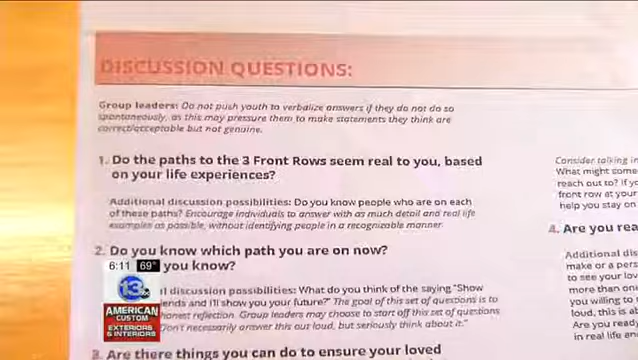 DISCUSSION QUESTIONS:
Group leaders: Do not push youth to verbalize answers if they do not do so
spontaneously, as this may pressure them to make statements they think are
correct/acceptable but not genuine.
1. Do the paths to the 3 Front Rows seem real to you, based
on your life experiences?
Additional discussion possibilities: Do you know people who are on each
of these paths? Encourage individuals to answer with as much detail and real life
examples as possible, without identifying people in a recognizable manner.
2. Do you know which path you are on now?
you know?
l discussion possibilities: What do you think of the saying "Show
ends and I'll show you your future?" The goal of this set of questions is to
honest reflection. Group leaders may choose to start off this set of questions
Don't necessarily answer this out loud, but seriously think about it."
3. Are there things you can do to ensure your loved
Consider talking in
What might some
reach out? If yo
front row at your
help you stay on
4. Are you rea
Additional dis
make or a pers
to see your lov
more than on
you willing to
loud, this is ab
Are you ready
in real life an
6:11 69°
13 abc
AMERICAN
CUSTOM
EXTERIORS
& INTERIORS